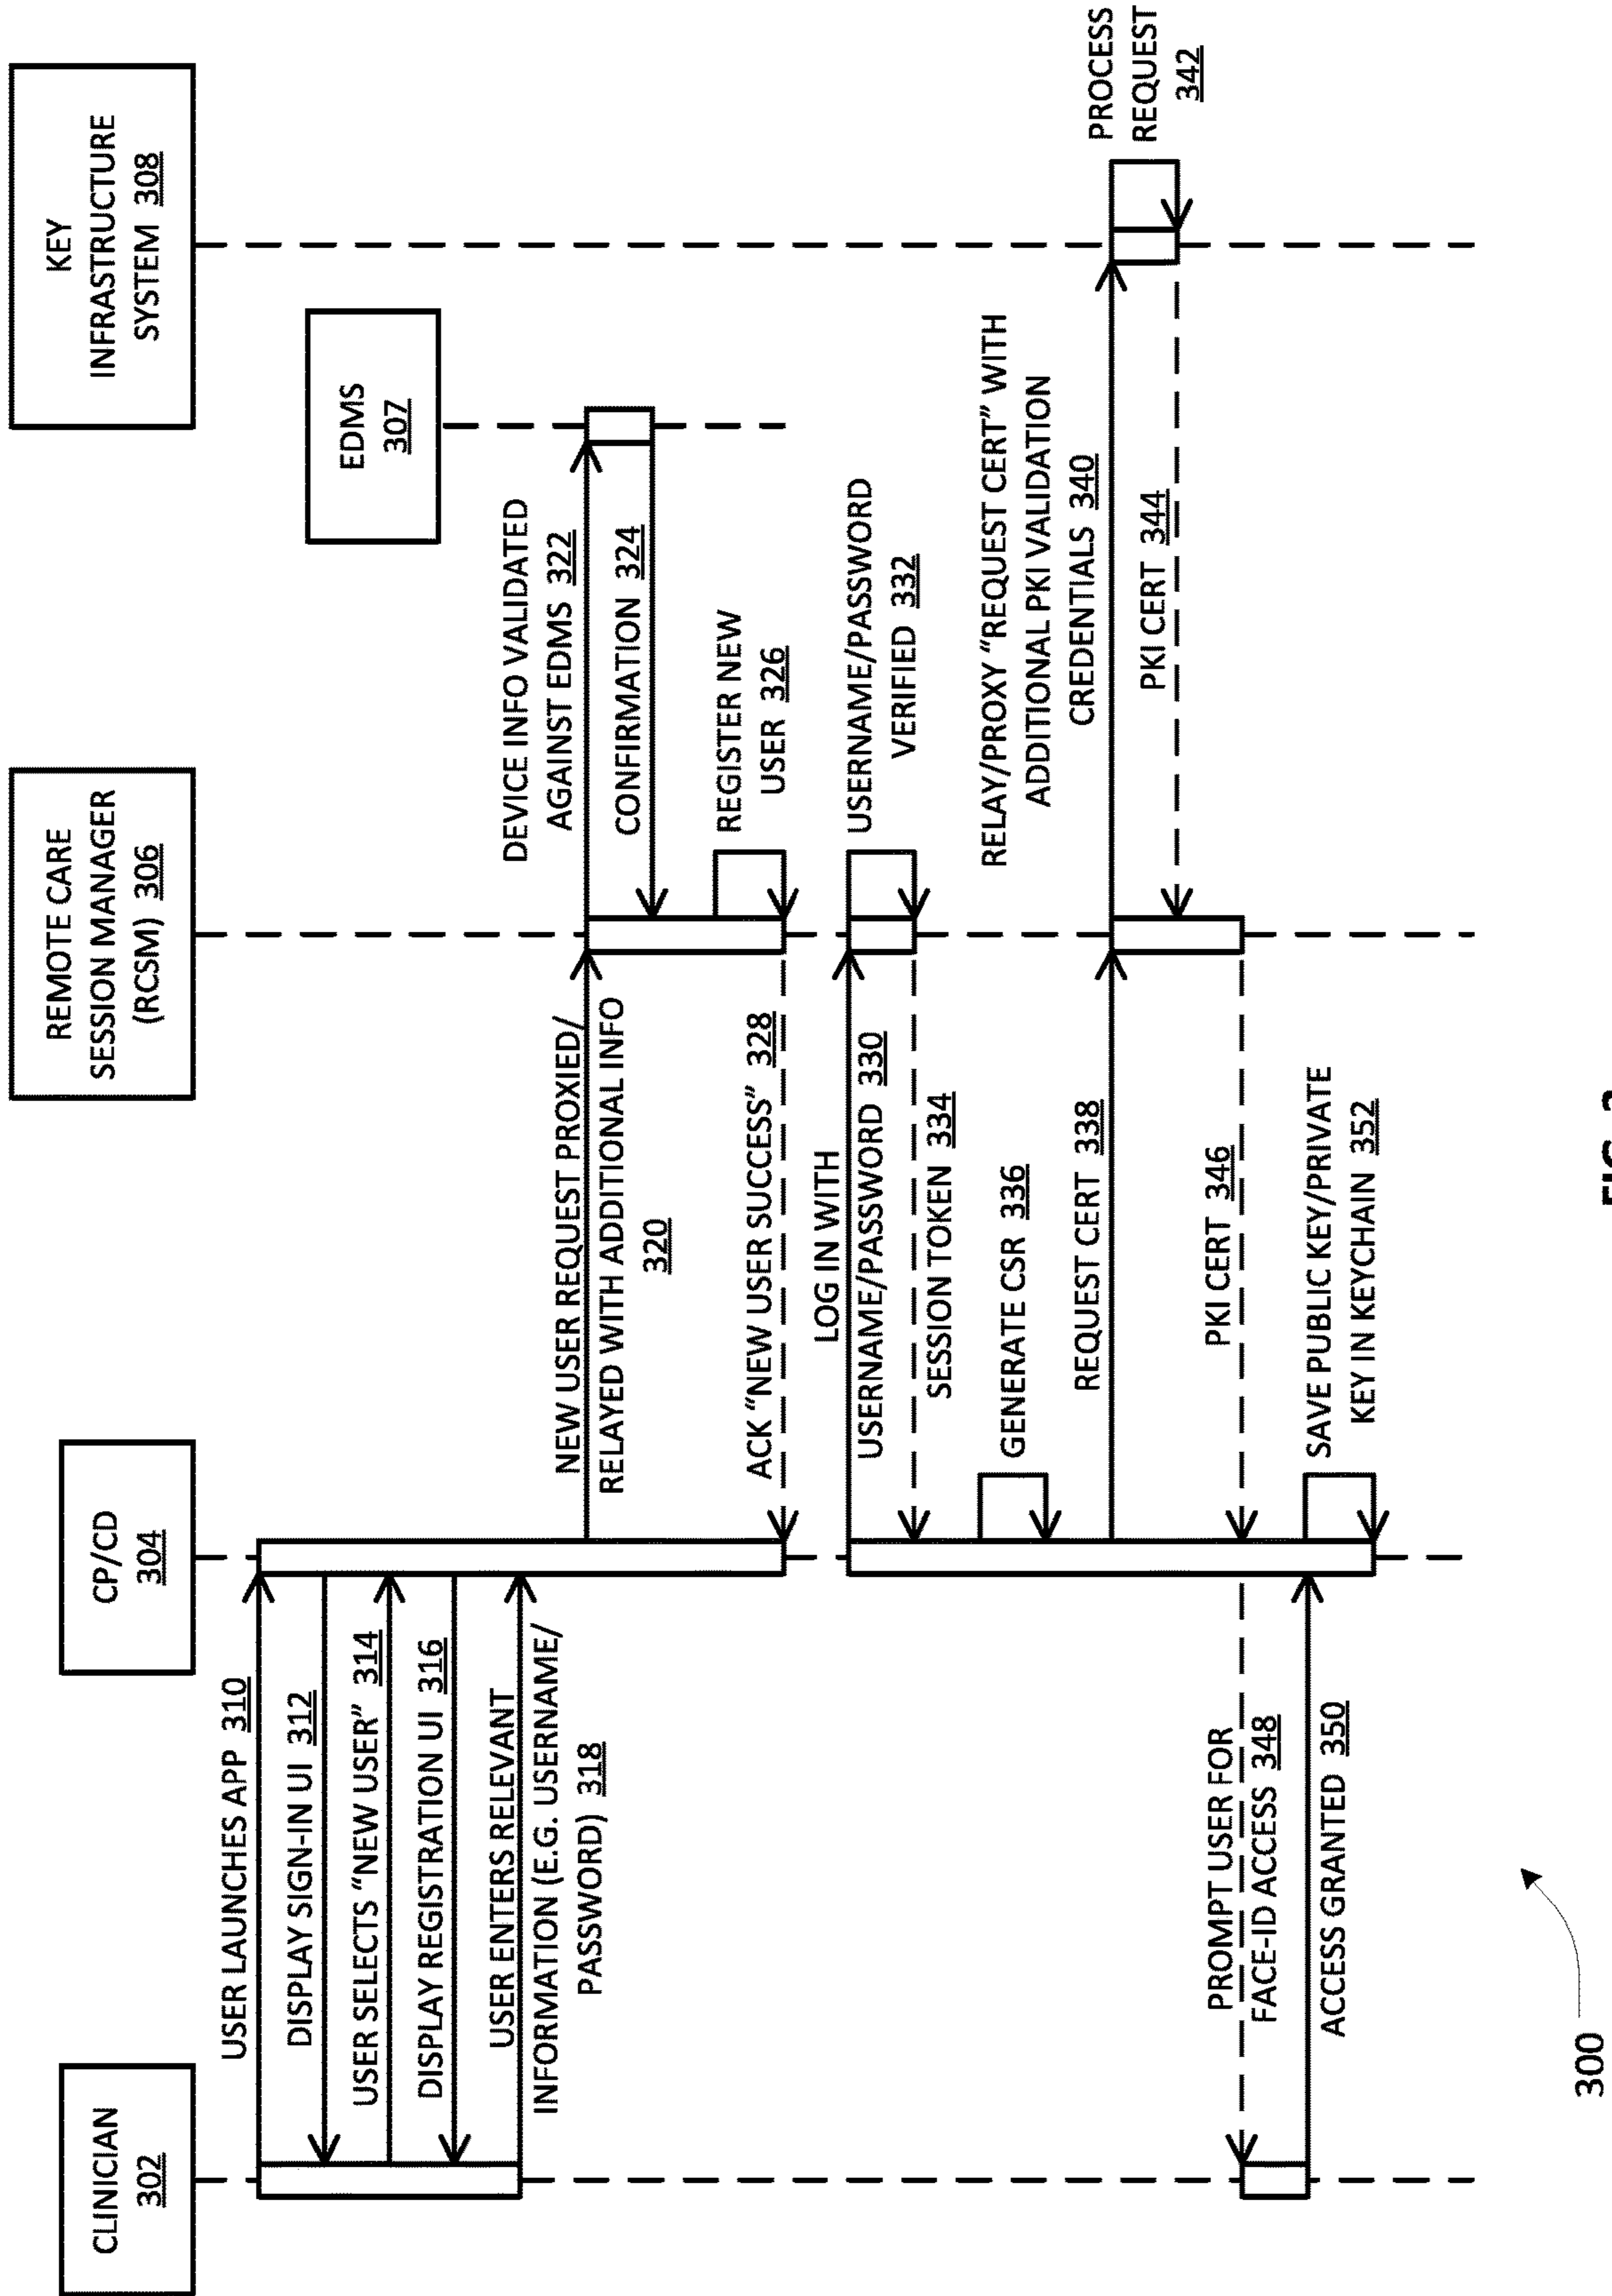 CLINICIAN
302
CP/CD
304
REMOTE CARE
SESSION MANAGER
(RCSM) 306
EDMS
307
KEY
INFRASTRUCTURE
SYSTEM 308
USER LAUNCHES APP 310
DISPLAY SIGN-IN UI 312
USER SELECTS “NEW USER” 314
DISPLAY REGISTRATION UI 316
USER ENTERS RELEVANT
INFORMATION (E.G. USERNAME/
PASSWORD) 318
NEW USER REQUEST PROXIED/
RELAYED WITH ADDITIONAL INFO
320
DEVICE INFO VALIDATED
AGAINST EDMS 322
CONFIRMATION 324
REGISTER NEW
USER 326
ACK “NEW USER SUCCESS” 328
LOG IN WITH
USERNAME/PASSWORD 330
USERNAME/PASSWORD
VERIFIED 332
SESSION TOKEN 334
GENERATE CSR 336
REQUEST CERT 338
RELAY/PROXY “REQUEST CERT” WITH
ADDITIONAL PKI VALIDATION
CREDENTIALS 340
PROCESS
REQUEST
342
PKI CERT 344
PKI CERT 346
PROMPT USER FOR
FACE-ID ACCESS 348
ACCESS GRANTED 350
SAVE PUBLIC KEY/PRIVATE
KEY IN KEYCHAIN 352
300
FIG.